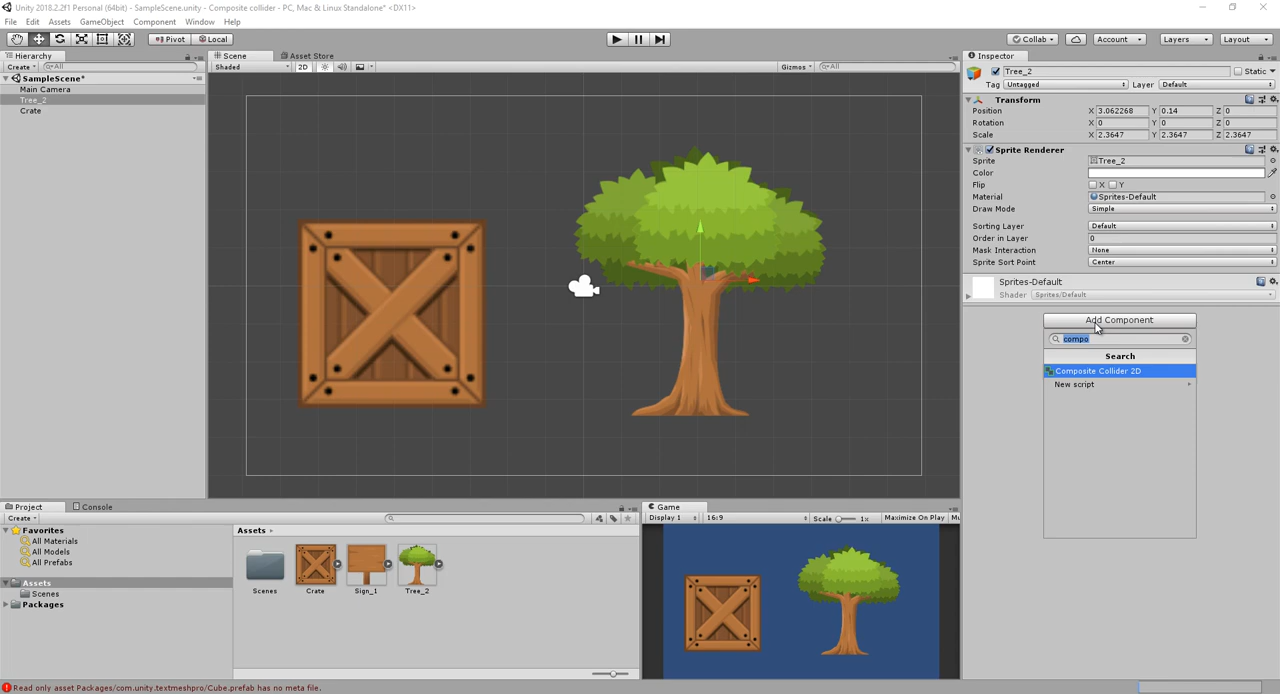 Unity 2018.2.2f1 Personal (64bit) - SampleScene.unity - Composite collider - PC, Mac & Linux Standalone* <DX11>
File Edit Assets GameObject Component Window Help
Pivot Local Collab Account Layers Layout
Hierarchy
Create All
SampleScene*
Main Camera
Tree_2
Crate
Scene Asset Store
Shaded 2D Gizmos All
Inspector
Tree_2 Static
Tag Untagged Layer Default
Transform
Position X 3.062268 Y 0.14 Z 0
Rotation X 0 Y 0 Z 0
Scale X 2.3647 Y 2.3647 Z 2.3647
Sprite Renderer
Sprite Tree_2
Color
Flip X Y
Material Sprites-Default
Draw Mode Simple
Sorting Layer Default
Order in Layer 0
Mask Interaction None
Sprite Sort Point Center
Sprites-Default
Shader Sprites/Default
Add Component
compo
Search
Composite Collider 2D
New script
Project Console
Create
Favorites
All Materials
All Models
All Prefabs
Assets
Scenes
Packages
Assets
Scenes Crate Sign_1 Tree_2
Game
Display 1 16:9 Scale 1x Maximize On Play Mu
Read only asset Packages/com.unity.textmeshpro/Cube.prefab has no meta file.